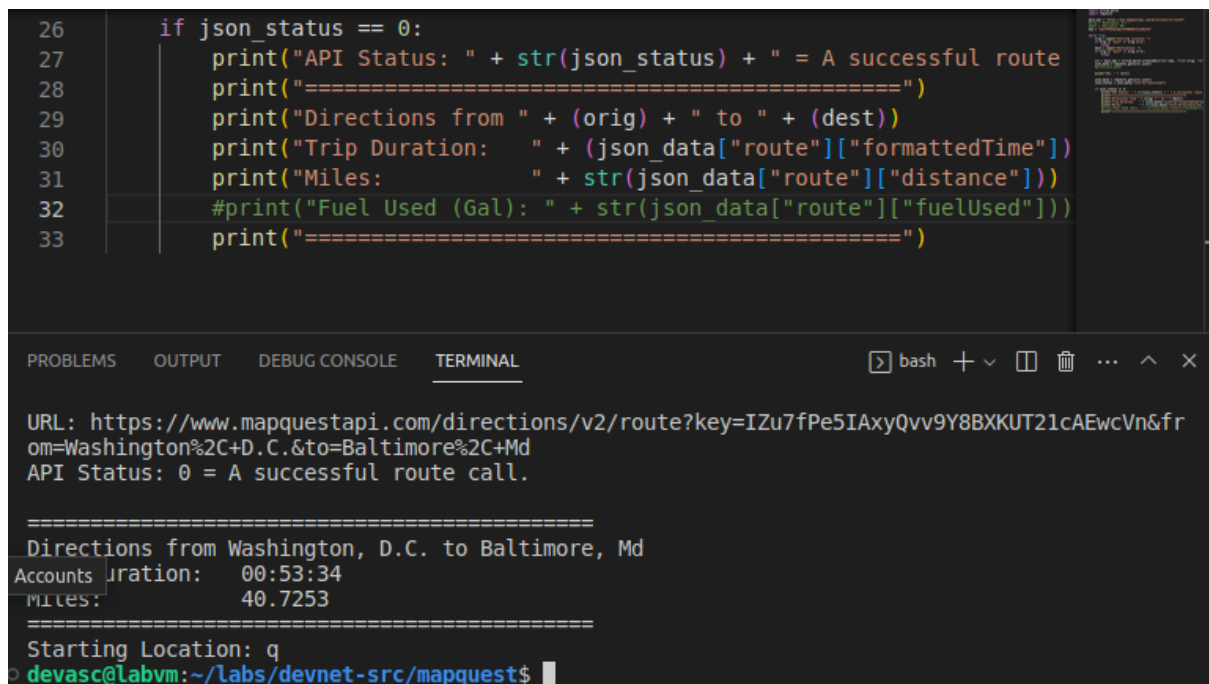 26 if json_status == 0:
27 print("API Status: " + str(json_status) + " = A successful route
28 print("=============================================")
29 print("Directions from " + (orig) + " to " + (dest))
30 print("Trip Duration:   " + (json_data["route"]["formattedTime"])
31 print("Miles:           " + str(json_data["route"]["distance"]))
32 #print("Fuel Used (Gal): " + str(json_data["route"]["fuelUsed"]))
33 print("=============================================")
PROBLEMS OUTPUT DEBUG CONSOLE TERMINAL bash
URL: https://www.mapquestapi.com/directions/v2/route?key=IZu7fPe5IAxyQvv9Y8BXKUT21cAEwcVn&fr
om=Washington%2C+D.C.&to=Baltimore%2C+Md
API Status: 0 = A successful route call.
=============================================
Directions from Washington, D.C. to Baltimore, Md
Accounts uration:   00:53:34
Miles:           40.7253
=============================================
Starting Location: q
devasc@labvm:~/labs/devnet-src/mapquest$